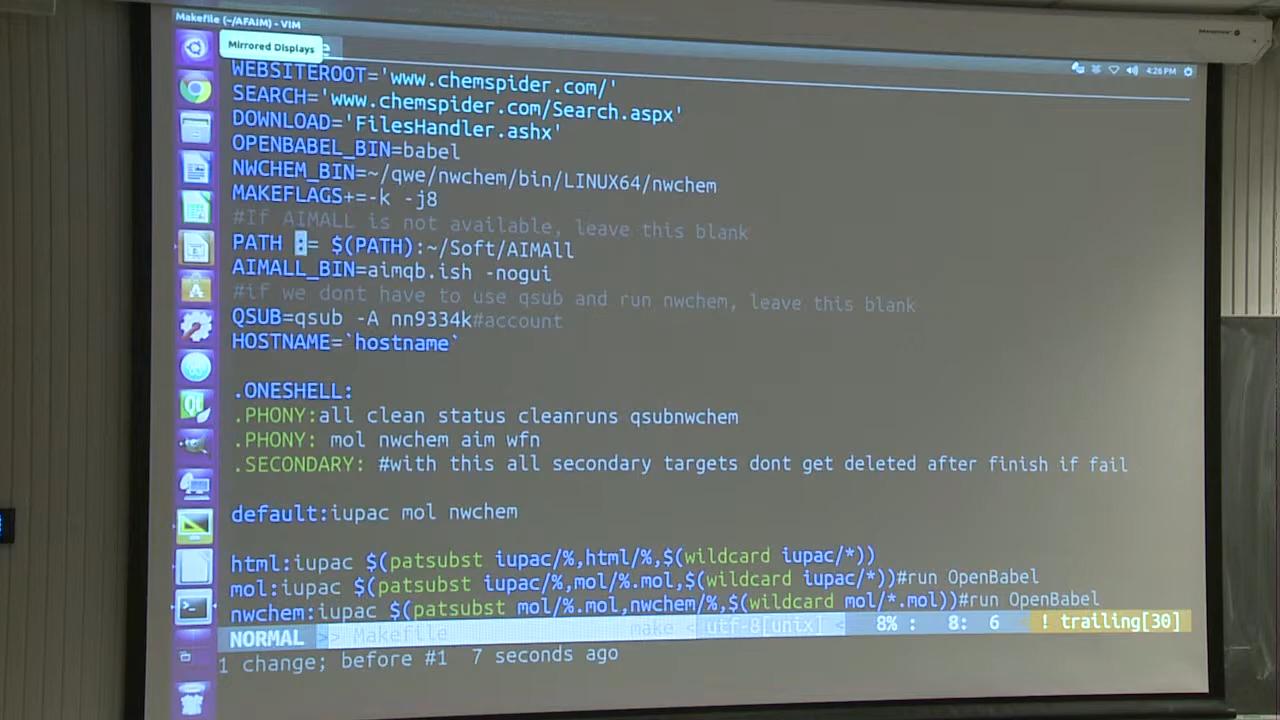 Makefile (~/AFAIM) - VIM
Mirrored Displays
4:26 PM
WEBSITEROOT='www.chemspider.com/'
SEARCH='www.chemspider.com/Search.aspx'
DOWNLOAD='FilesHandler.ashx'
OPENBABEL_BIN=babel
NWCHEM_BIN=~/qwe/nwchem/bin/LINUX64/nwchem
MAKEFLAGS+=-k -j8
#If AIMALL is not available, leave this blank
PATH := $(PATH):~/Soft/AIMAll
AIMALL_BIN=aimqb.ish -nogui
#if we dont have to use qsub and run nwchem, leave this blank
QSUB=qsub -A nn9334k#account
HOSTNAME=`hostname`
.ONESHELL:
.PHONY:all clean status cleanruns qsubnwchem
.PHONY: mol nwchem aim wfn
.SECONDARY: #with this all secondary targets dont get deleted after finish if fail
default:iupac mol nwchem
html:iupac $(patsubst iupac/%,html/%,$(wildcard iupac/*))
mol:iupac $(patsubst iupac/%,mol/%.mol,$(wildcard iupac/*))#run OpenBabel
nwchem:iupac $(patsubst mol/%.mol,nwchem/%,$(wildcard mol/*.mol))#run OpenBabel
NORMAL >> Makefile make < utf-8[unix] < 8% : 8: 6 ! trailing[30]
1 change; before #1 7 seconds ago